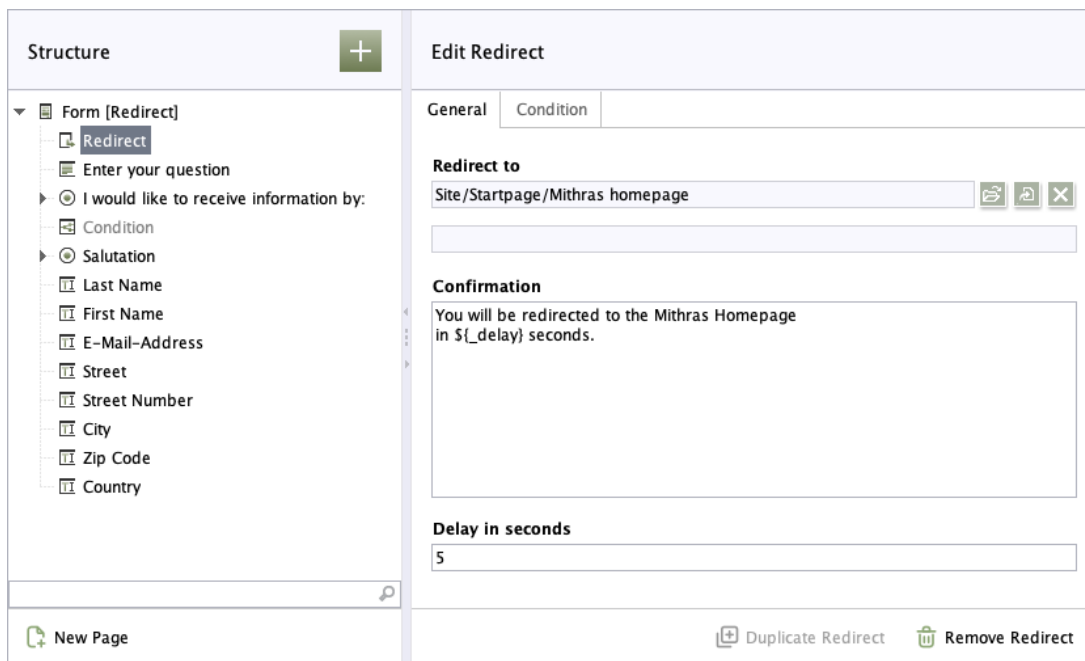 Structure
Form [Redirect]
Redirect
Enter your question
I would like to receive information by:
Condition
Salutation
Last Name
First Name
E-Mail-Address
Street
Street Number
City
Zip Code
Country
New Page
Edit Redirect
General
Condition
Redirect to
Site/Startpage/Mithras homepage
Confirmation
You will be redirected to the Mithras Homepage
in ${_delay} seconds.
Delay in seconds
5
Duplicate Redirect
Remove Redirect